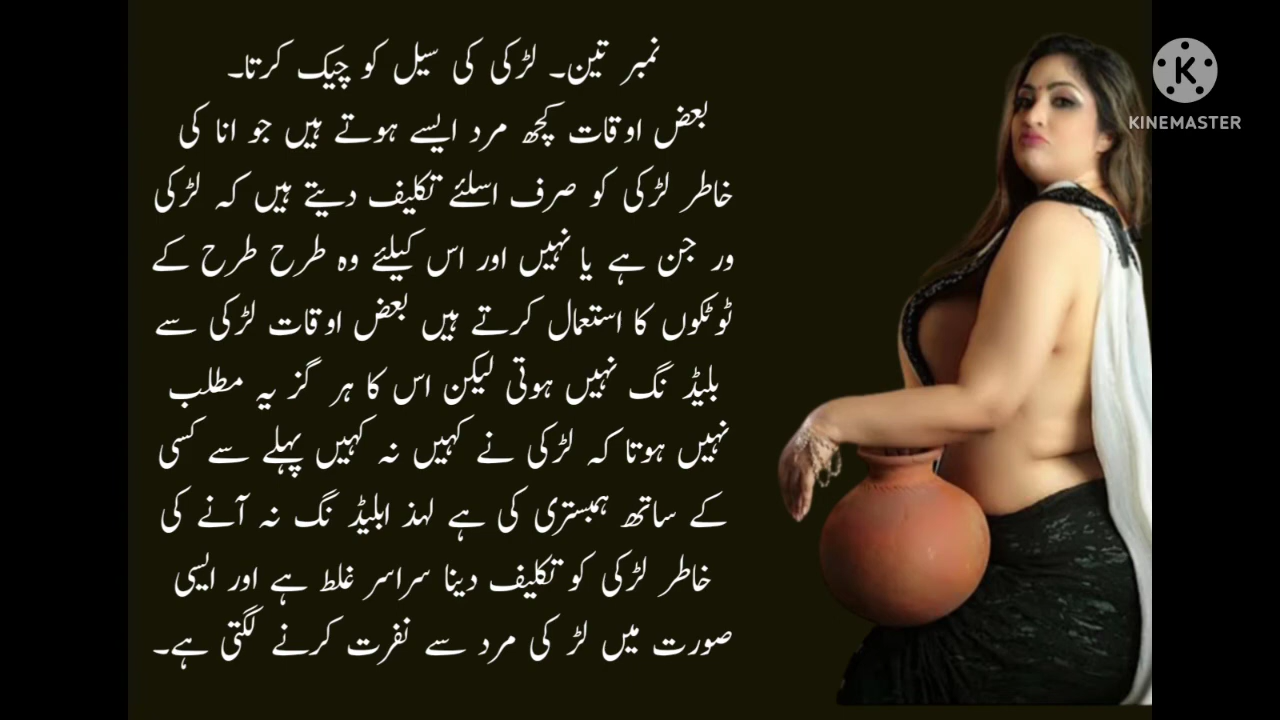 نمبر تین۔ لڑکی کی سیل کو چیک کرتا۔
بعض اوقات کچھ مرد ایسے ہوتے ہیں جو انا کی
خاطر لڑکی کو صرف اسلئے تکلیف دیتے ہیں کہ لڑکی
ور جن ہے یا نہیں اور اس کیلئے وہ طرح طرح کے
ٹوٹکوں کا استعمال کرتے ہیں بعض اوقات لڑکی سے
بلیڈ نگ نہیں ہوتی لیکن اس کا ہر گز یہ مطلب
نہیں ہوتا کہ لڑکی نے کہیں نہ کہیں پہلے سے کسی
کے ساتھ ہمبستری کی ہے لہذ ابلیڈ نگ نہ آنے کی
خاطر لڑکی کو تکلیف دینا سراسر غلط ہے اور ایسی
صورت میں لڑ کی مرد سے نفرت کرنے لگتی ہے۔
K
KINEMASTER